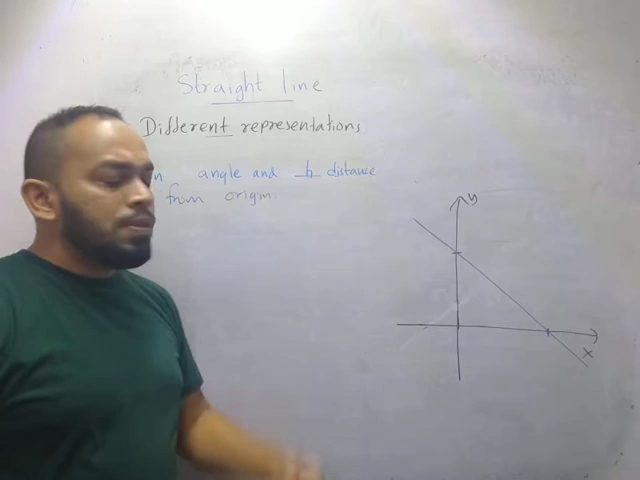 Straight line
Different representations
angle and distance
from origin
y
x